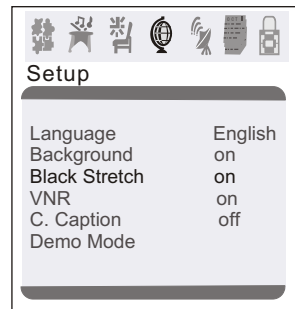 Setup
Language English
Background on
Black Stretch on
VNR on
C. Caption off
Demo Mode